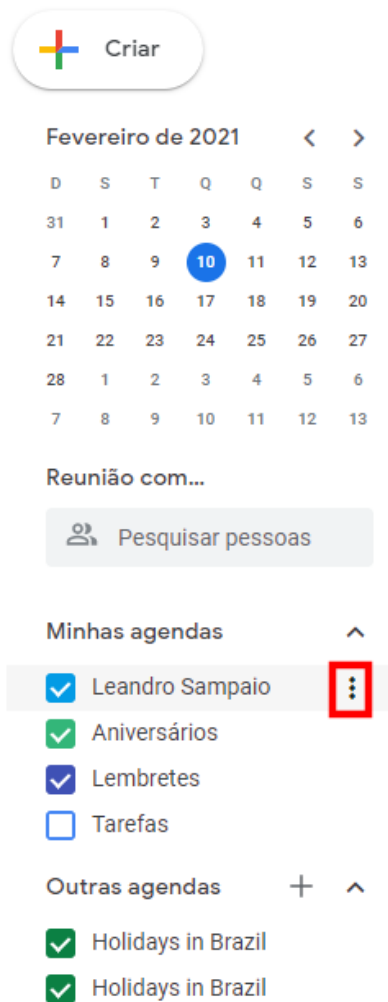 Criar
Fevereiro de 2021
D S T Q Q S S
31 1 2 3 4 5 6
7 8 9 10 11 12 13
14 15 16 17 18 19 20
21 22 23 24 25 26 27
28 1 2 3 4 5 6
7 8 9 10 11 12 13
Reunião com...
Pesquisar pessoas
Minhas agendas
Leandro Sampaio
Aniversários
Lembretes
Tarefas
Outras agendas
Holidays in Brazil
Holidays in Brazil